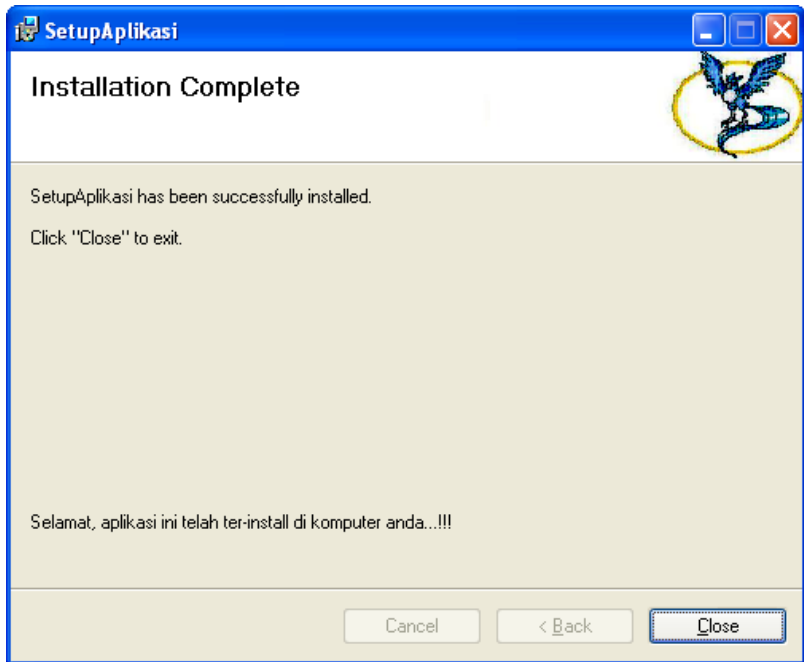 SetupAplikasi
Installation Complete
SetupAplikasi has been successfully installed.
Click "Close" to exit.
Selamat, aplikasi ini telah ter-install di komputer anda...!!!
Cancel
< Back
Close